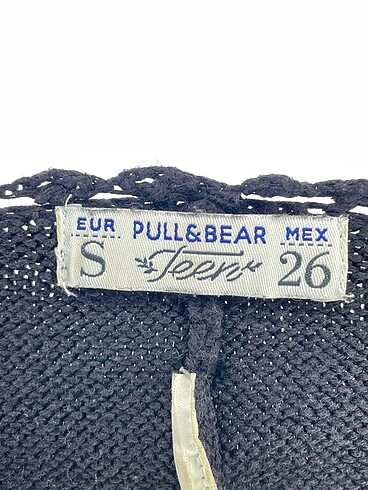 EUR PULL&BEAR MEX
S Teen 26